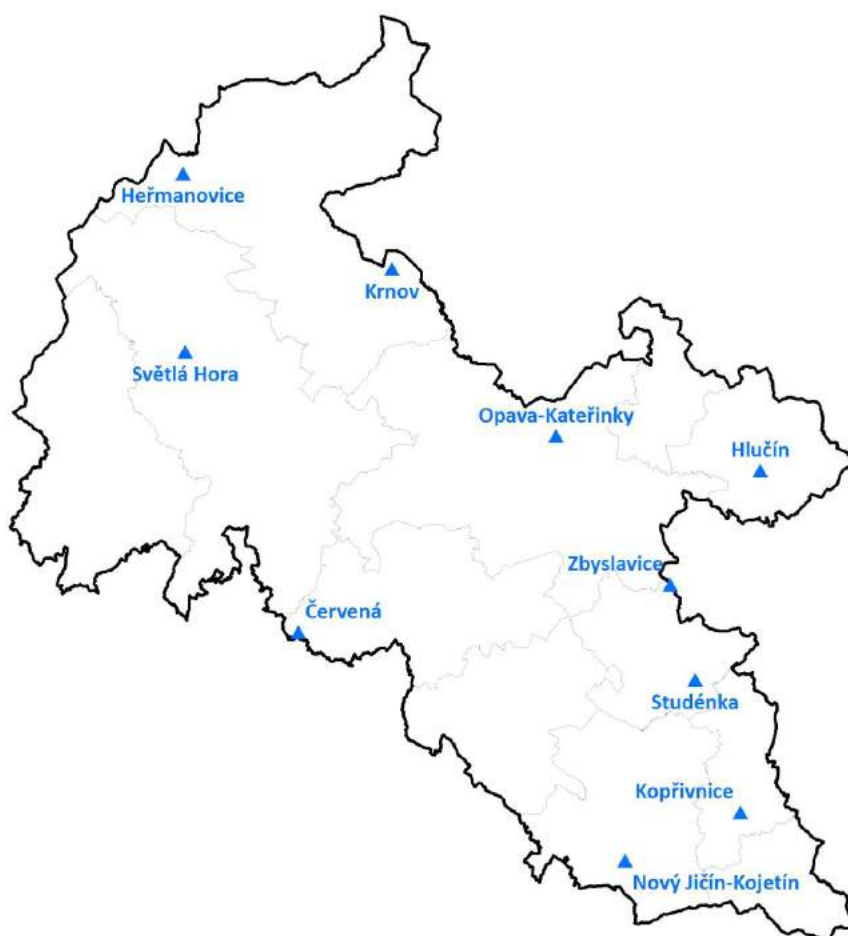 Heřmanovice
Krnov
Světlá Hora
Opava-Kateřinky
Hlučín
Zbyslavice
Červená
Studénka
Kopřivnice
Nový Jičín-Kojetín